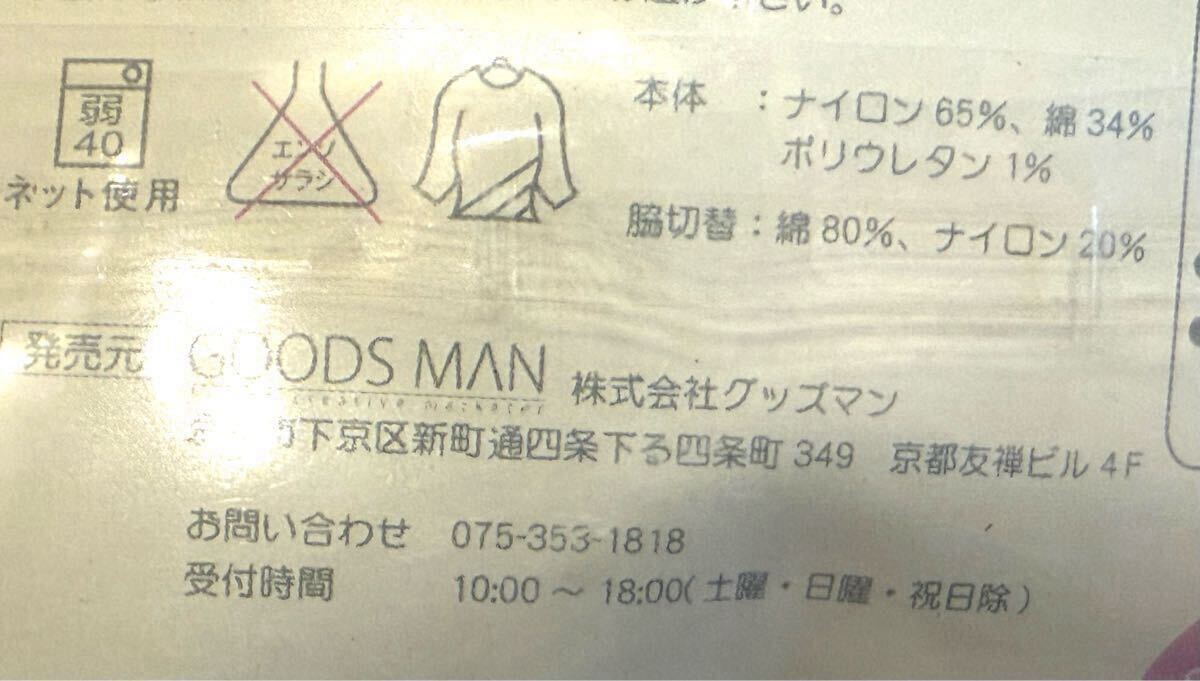 弱
40
ネット使用
エンソ
サラシ
本体 : ナイロン 65%、綿 34%
ポリウレタン 1%
脇切替 : 綿 80%、ナイロン 20%
発売元 GOODS MAN 株式会社グッズマン
creative marketer
下京区新町通四条下る四条町 349 京都友禅ビル 4F
お問い合わせ 075-353-1818
受付時間 10:00 ～ 18:00(土曜・日曜・祝日除)